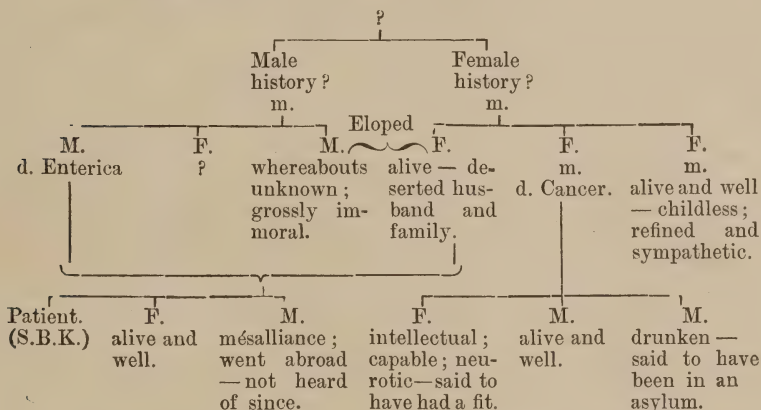 ?
Male Female
history? history?
m. m.
Eloped
M. F. M. F. F. F.
d. Enterica ? whereabouts alive — de- m. m.
unknown; serted hus- d. Cancer. alive and well
grossly im- band and — childless;
moral. family. refined and
sympathetic.
Patient. F. M. F. M. M.
(S.B.K.) alive and mésalliance; intellectual; alive and drunken —
well. went abroad capable; neu- well. said to have
— not heard rotic—said to been in an
of since. have had a fit. asylum.